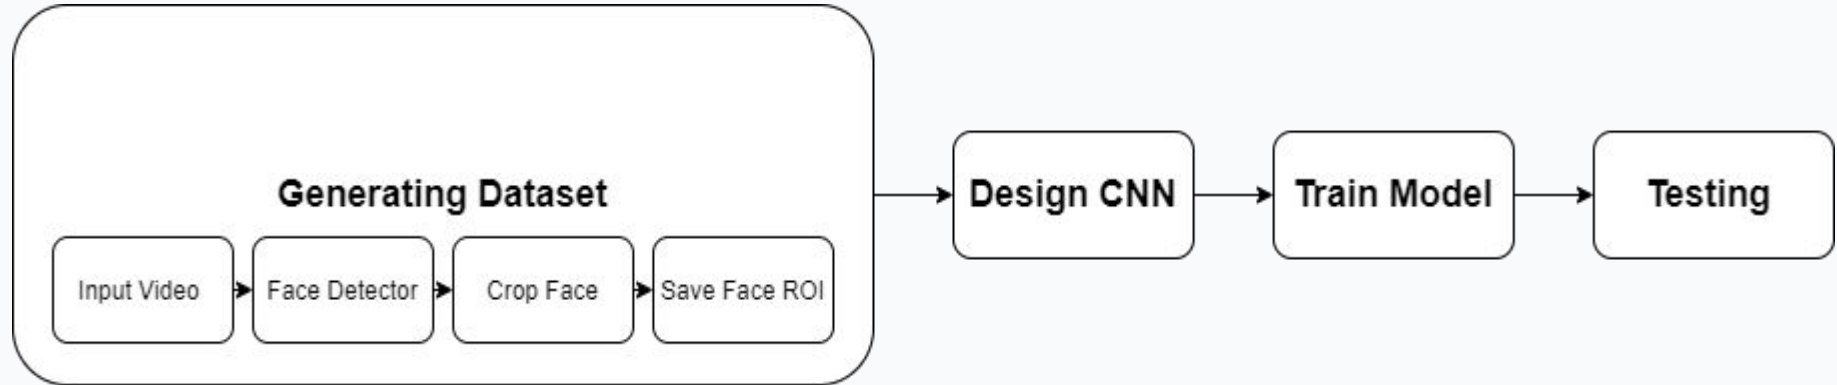 Generating Dataset
Input Video
Face Detector
Crop Face
Save Face ROI
Design CNN
Train Model
Testing